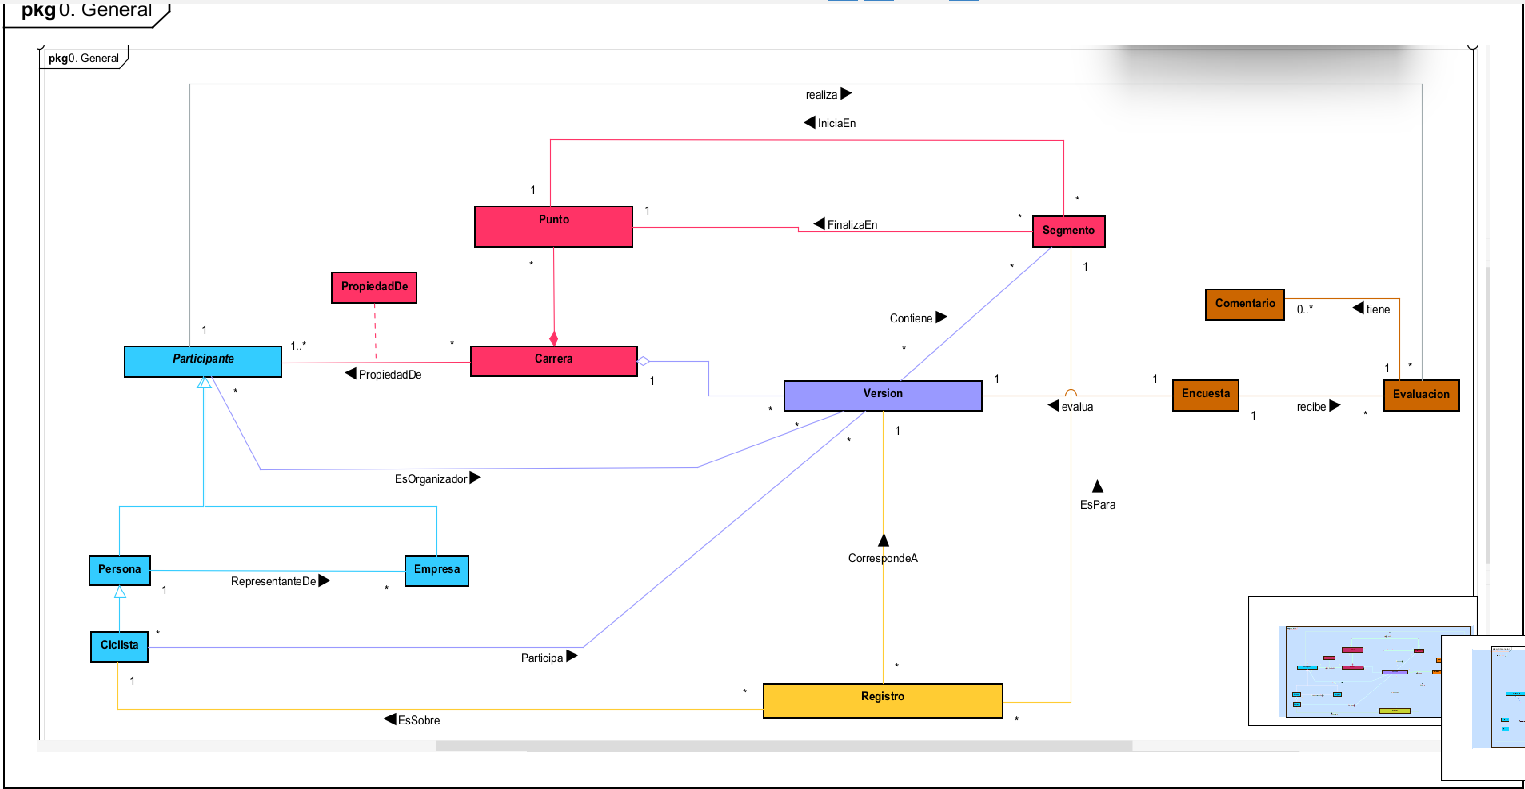 pkg 0. General
pkg 0. General
realiza
IniciaEn
1
*
Punto
1
FinalizaEn
*
Segmento
*
*
1
PropiedadDe
Contiene
Comentario
0..*
tiene
1
1..*
*
Participante
Carrera
*
1
*
PropiedadDe
*
1
Version
1
1
Encuesta
Evaluacion
*
evalua
1
recibe
*
*
*
1
EsOrganizador
EsPara
CorrespondeA
Persona
Empresa
RepresentanteDe
1
*
*
Ciclista
Participa
*
1
*
Registro
EsSobre
*